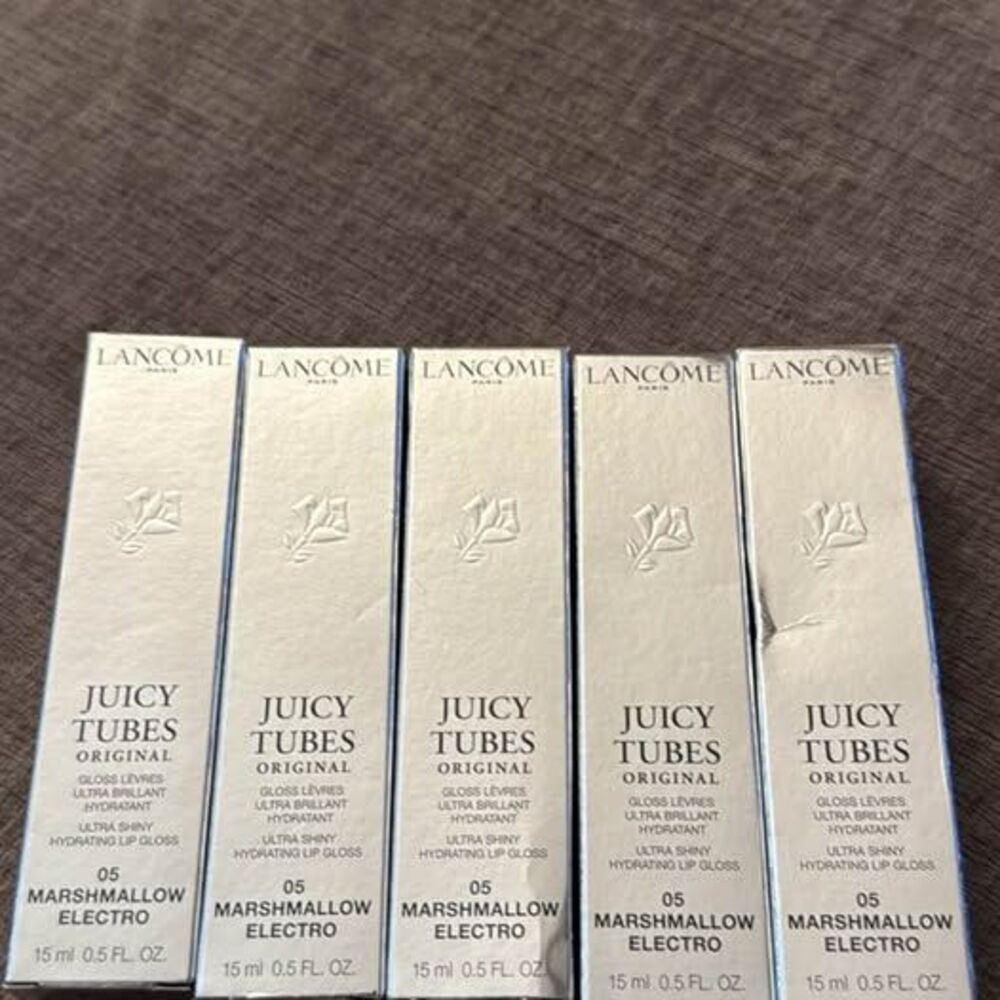 LANCÔME
PARIS
JUICY
TUBES
ORIGINAL
GLOSS LÈVRES
ULTRA BRILLANT
HYDRATANT
ULTRA SHINY
HYDRATING LIP GLOSS
05
MARSHMALLOW
ELECTRO
15 ml 0.5 FL. OZ.
LANCÔME
PARIS
JUICY
TUBES
ORIGINAL
GLOSS LÈVRES
ULTRA BRILLANT
HYDRATANT
ULTRA SHINY
HYDRATING LIP GLOSS
05
MARSHMALLOW
ELECTRO
15 ml 0.5 FL. OZ.
LANCÔME
PARIS
JUICY
TUBES
ORIGINAL
GLOSS LÈVRES
ULTRA BRILLANT
HYDRATANT
ULTRA SHINY
HYDRATING LIP GLOSS
05
MARSHMALLOW
ELECTRO
15 ml 0.5 FL. OZ.
LANCÔME
PARIS
JUICY
TUBES
ORIGINAL
GLOSS LÈVRES
ULTRA BRILLANT
HYDRATANT
ULTRA SHINY
HYDRATING LIP GLOSS
05
MARSHMALLOW
ELECTRO
15 ml 0.5 FL. OZ.
LANCÔME
PARIS
JUICY
TUBES
ORIGINAL
GLOSS LÈVRES
ULTRA BRILLANT
HYDRATANT
ULTRA SHINY
HYDRATING LIP GLOSS
05
MARSHMALLOW
ELECTRO
15 ml 0.5 FL. OZ.